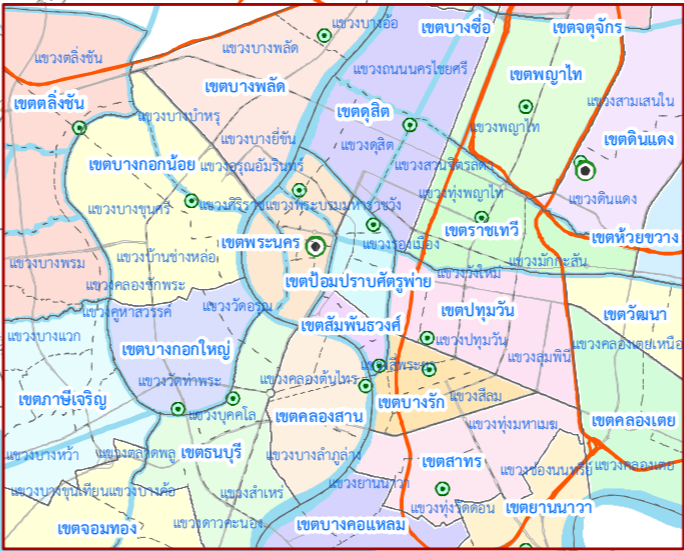 แขวงบางอ้อ
เขตบางซื่อ
เขตจตุจักร
แขวงตลิ่งชัน
แขวงบางพลัด
แขวงถนนนครไชยศรี
เขตพญาไท
เขตบางพลัด
เขตตลิ่งชัน
แขวงสามเสนใน
เขตดุสิต
แขวงบางบำหรุ
แขวงพญาไท
แขวงบางยี่ขัน
แขวงดุสิต
เขตดินแดง
เขตบางกอกน้อย
แขวงอรุณอัมรินทร์
แขวงสวนจิตรลดา
แขวงทุ่งพญาไท
แขวงดินแดง
แขวงศิริราช
แขวงพระบรมมหาราชวัง
แขวงบางขุนศรี
แขวงรองเมือง
เขตราชเทวี
เขตห้วยขวาง
เขตพระนคร
แขวงบ้านช่างหล่อ
แขวงบางพรม
แขวงมักกะสัน
แขวงวังใหม่
แขวงคลองชักพระ
เขตป้อมปราบศัตรูพ่าย
แขวงวัดอรุณ
แขวงคูหาสวรรค์
เขตปทุมวัน
เขตวัฒนา
เขตสัมพันธวงศ์
แขวงบางแวก
แขวงปทุมวัน
แขวงคลองเตยเหนือ
เขตบางกอกใหญ่
แขวงลุมพินี
แขวงสี่พระยา
แขวงคลองต้นไทร
แขวงวัดท่าพระ
เขตภาษีเจริญ
เขตบางรัก
แขวงสีลม
แขวงบุคคโล
เขตคลองสาน
แขวงทุ่งมหาเมฆ
เขตคลองเตย
แขวงบางหว้า
แขวงตลาดพลู
เขตธนบุรี
แขวงบางลำภูล่าง
เขตสาทร
แขวงช่องนนทรีย์
แขวงคลองเตย
แขวงยานนาวา
แขวงบางขุนเทียน
แขวงบางค้อ
แขวงสำเหร่
แขวงทุ่งวัดดอน
เขตยานนาวา
เขตจอมทอง
แขวงดาวคะนอง
เขตบางคอแหลม